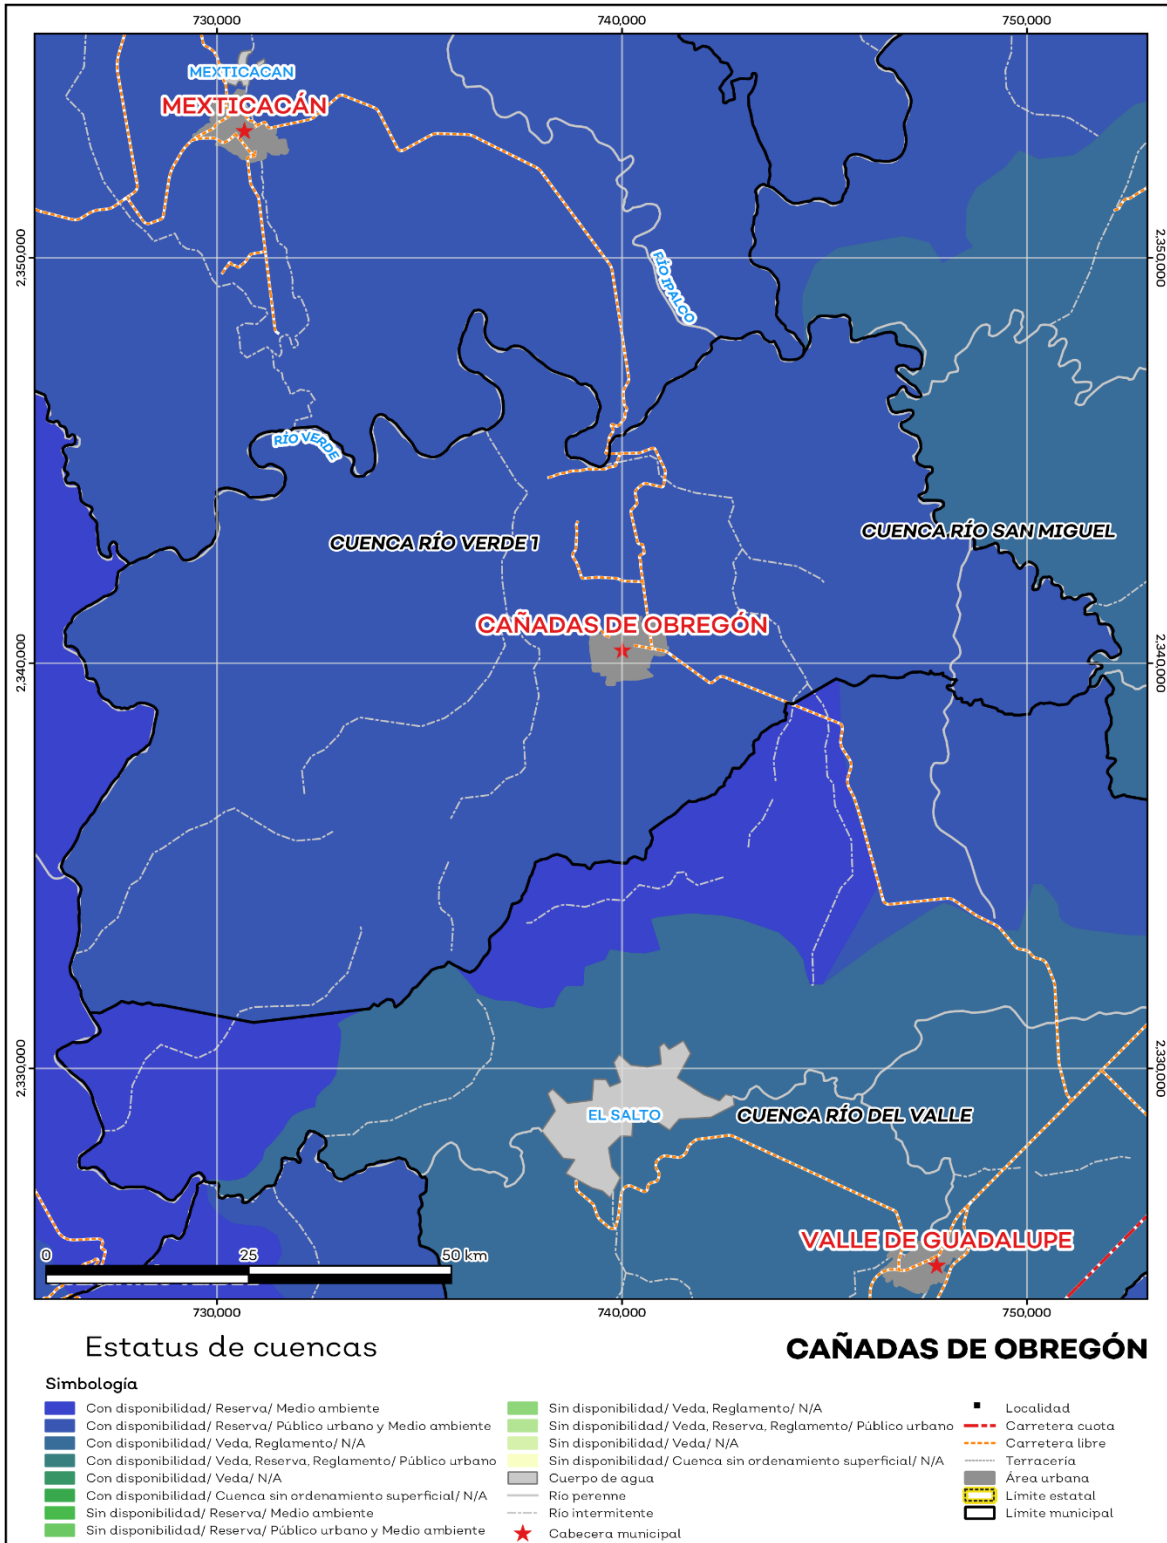 730,000
740,000
750,000
MEXTICACAN
MEXTICACÁN
2,350,000
2,350,000
RÍO IPALCO
RÍO VERDE
CUENCA RÍO VERDE 1
CUENCA RÍO SAN MIGUEL
CAÑADAS DE OBREGÓN
2,340,000
2,340,000
2,330,000
2,330,000
EL SALTO
CUENCA RÍO DEL VALLE
VALLE DE GUADALUPE
0
25
50 km
730,000
740,000
750,000
Estatus de cuencas
CAÑADAS DE OBREGÓN
Simbología
Con disponibilidad/ Reserva/ Medio ambiente
Con disponibilidad/ Reserva/ Público urbano y Medio ambiente
Con disponibilidad/ Veda, Reglamento/ N/A
Con disponibilidad/ Veda, Reserva, Reglamento/ Público urbano
Con disponibilidad/ Veda/ N/A
Con disponibilidad/ Cuenca sin ordenamiento superficial/ N/A
Sin disponibilidad/ Reserva/ Medio ambiente
Sin disponibilidad/ Reserva/ Público urbano y Medio ambiente
Sin disponibilidad/ Veda, Reglamento/ N/A
Sin disponibilidad/ Veda, Reserva, Reglamento/ Público urbano
Sin disponibilidad/ Veda/ N/A
Sin disponibilidad/ Cuenca sin ordenamiento superficial/ N/A
Cuerpo de agua
Río perenne
Río intermitente
Cabecera municipal
Localidad
Carretera cuota
Carretera libre
Terracería
Área urbana
Límite estatal
Límite municipal